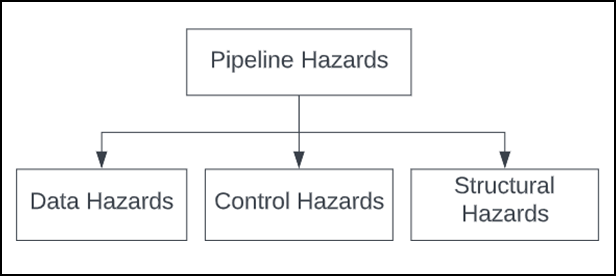 Pipeline Hazards
Data Hazards
Control Hazards
Structural
Hazards